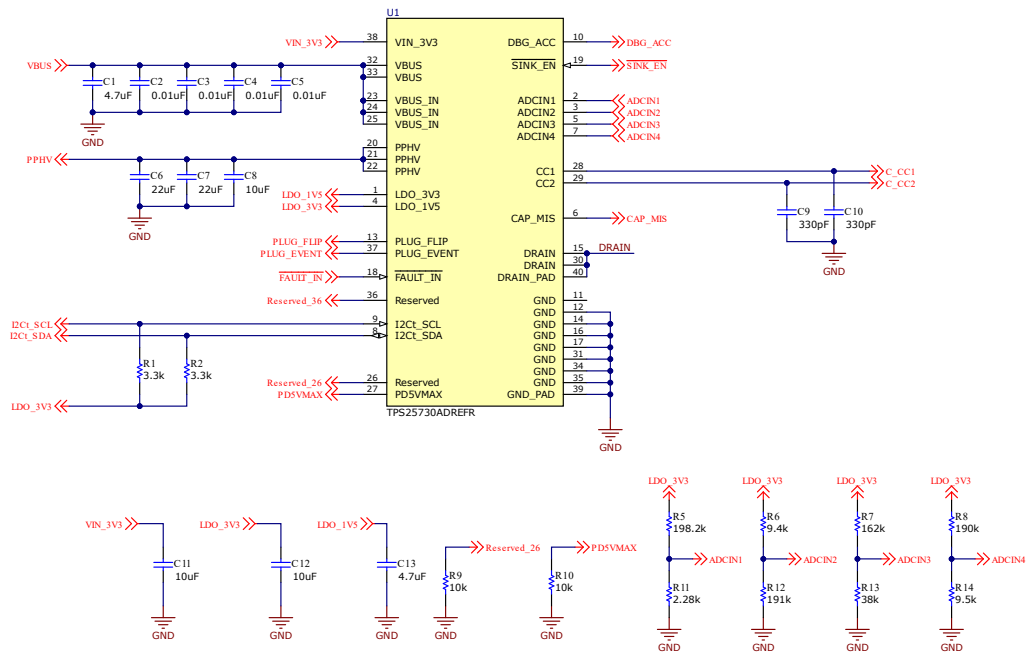 U1
VIN_3V3 38 VIN_3V3 DBG_ACC 10 DBG_ACC
VBUS 32 VBUS SINK_EN 19 SINK_EN
33 VBUS
C1 4.7uF
C2 0.01uF
C3 0.01uF
C4 0.01uF
C5 0.01uF
GND
23 VBUS_IN ADCIN1 2 ADCIN1
24 VBUS_IN ADCIN2 3 ADCIN2
25 VBUS_IN ADCIN3 5 ADCIN3
ADCIN4 7 ADCIN4
20 PPHV
PPHV 21 PPHV
22 PPHV
CC1 28 C_CC1
CC2 29 C_CC2
C6 22uF
C7 22uF
C8 10uF
GND
C9 330pF
C10 330pF
GND
LDO_1V5 1 LDO_3V3
LDO_3V3 4 LDO_1V5
CAP_MIS 6 CAP_MIS
PLUG_FLIP 13 PLUG_FLIP
PLUG_EVENT 37 PLUG_EVENT
DRAIN 15 DRAIN
DRAIN 30
DRAIN_PAD 40
FAULT_IN 18 FAULT_IN
Reserved_36 36 Reserved
GND 11
GND 12
GND 14
GND 16
GND 17
GND 31
GND 34
GND 35
GND_PAD 39
GND
I2Ct_SCL 9 I2Ct_SCL
I2Ct_SDA 8 I2Ct_SDA
R1 3.3k
R2 3.3k
LDO_3V3
Reserved_26 26 Reserved
PD5VMAX 27 PD5VMAX
TPS25730ADREFR
VIN_3V3
C11
10uF
GND
LDO_3V3
C12
10uF
GND
LDO_1V5
C13
4.7uF
GND
Reserved_26
R9
10k
GND
PD5VMAX
R10
10k
GND
LDO_3V3
R5
198.2k
ADCIN1
R11
2.28k
GND
LDO_3V3
R6
9.4k
ADCIN2
R12
191k
GND
LDO_3V3
R7
162k
ADCIN3
R13
38k
GND
LDO_3V3
R8
190k
ADCIN4
R14
9.5k
GND